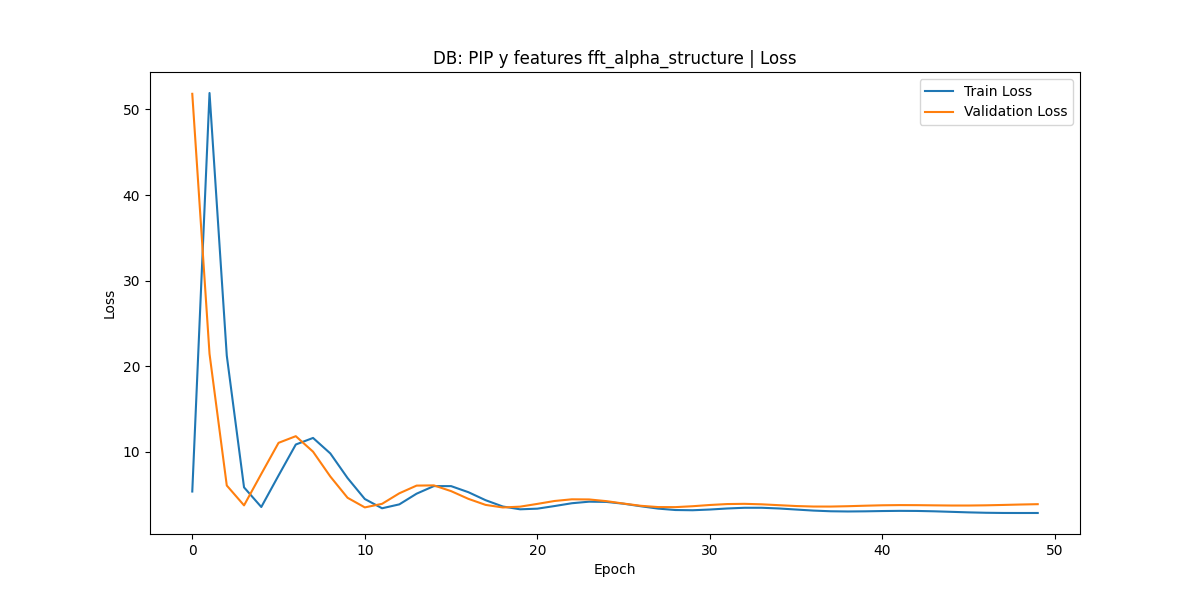 DB: PIP y features fft_alpha_structure | Loss
Train Loss
Validation Loss
Loss
50
40
30
20
10
0 10 20 30 40 50
Epoch